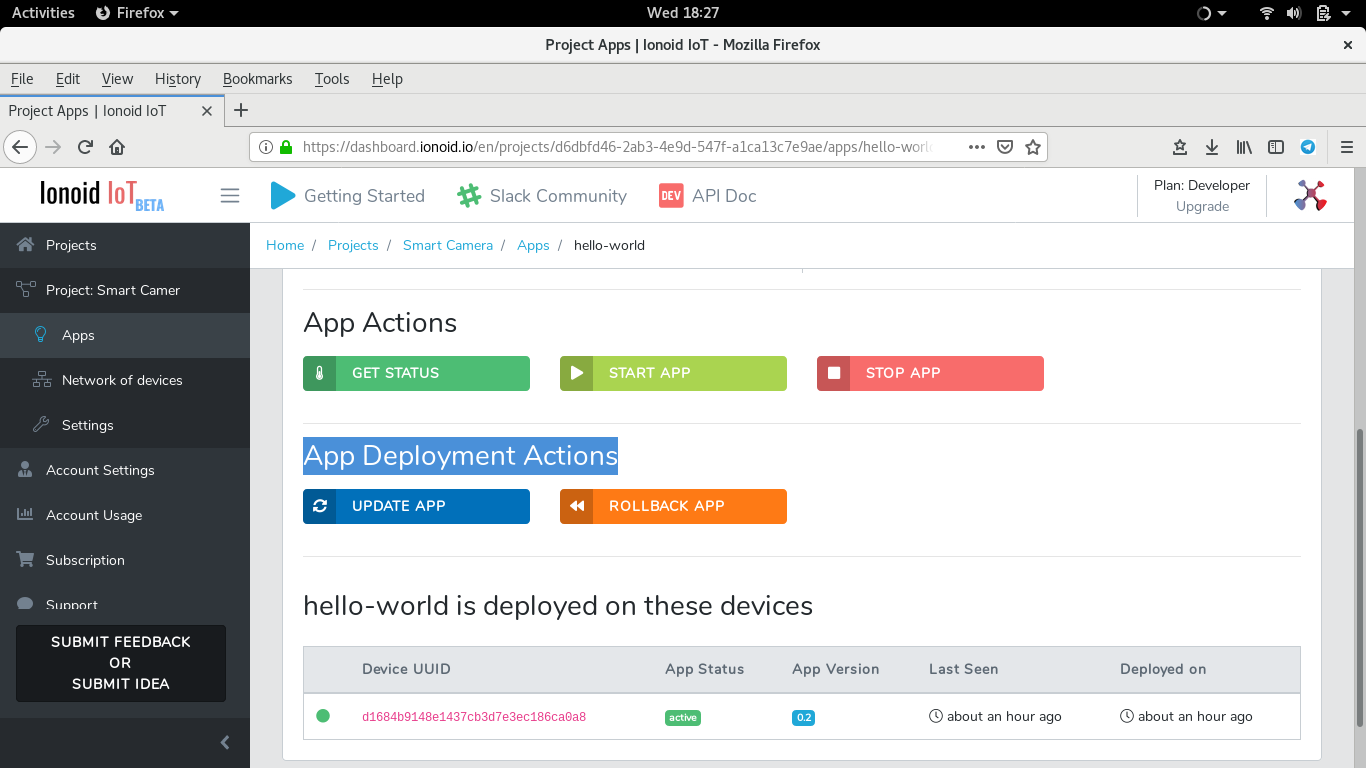 Activities Firefox Wed 18:27
Project Apps | Ionoid IoT - Mozilla Firefox
File Edit View History Bookmarks Tools Help
Project Apps | Ionoid IoT
https://dashboard.ionoid.io/en/projects/d6dbfd46-2ab3-4e9d-547f-a1ca13c7e9ae/apps/hello-worl
Ionoid IoT BETA
Getting Started Slack Community DEV API Doc
Plan: Developer
Upgrade
Projects
Project: Smart Camer
Apps
Network of devices
Settings
Account Settings
Account Usage
Subscription
Support
SUBMIT FEEDBACK
OR
SUBMIT IDEA
Home / Projects / Smart Camera / Apps / hello-world
App Actions
GET STATUS START APP STOP APP
App Deployment Actions
UPDATE APP ROLLBACK APP
hello-world is deployed on these devices
Device UUID App Status App Version Last Seen Deployed on
d1684b9148e1437cb3d7e3ec186ca0a8 active 0.2 about an hour ago about an hour ago